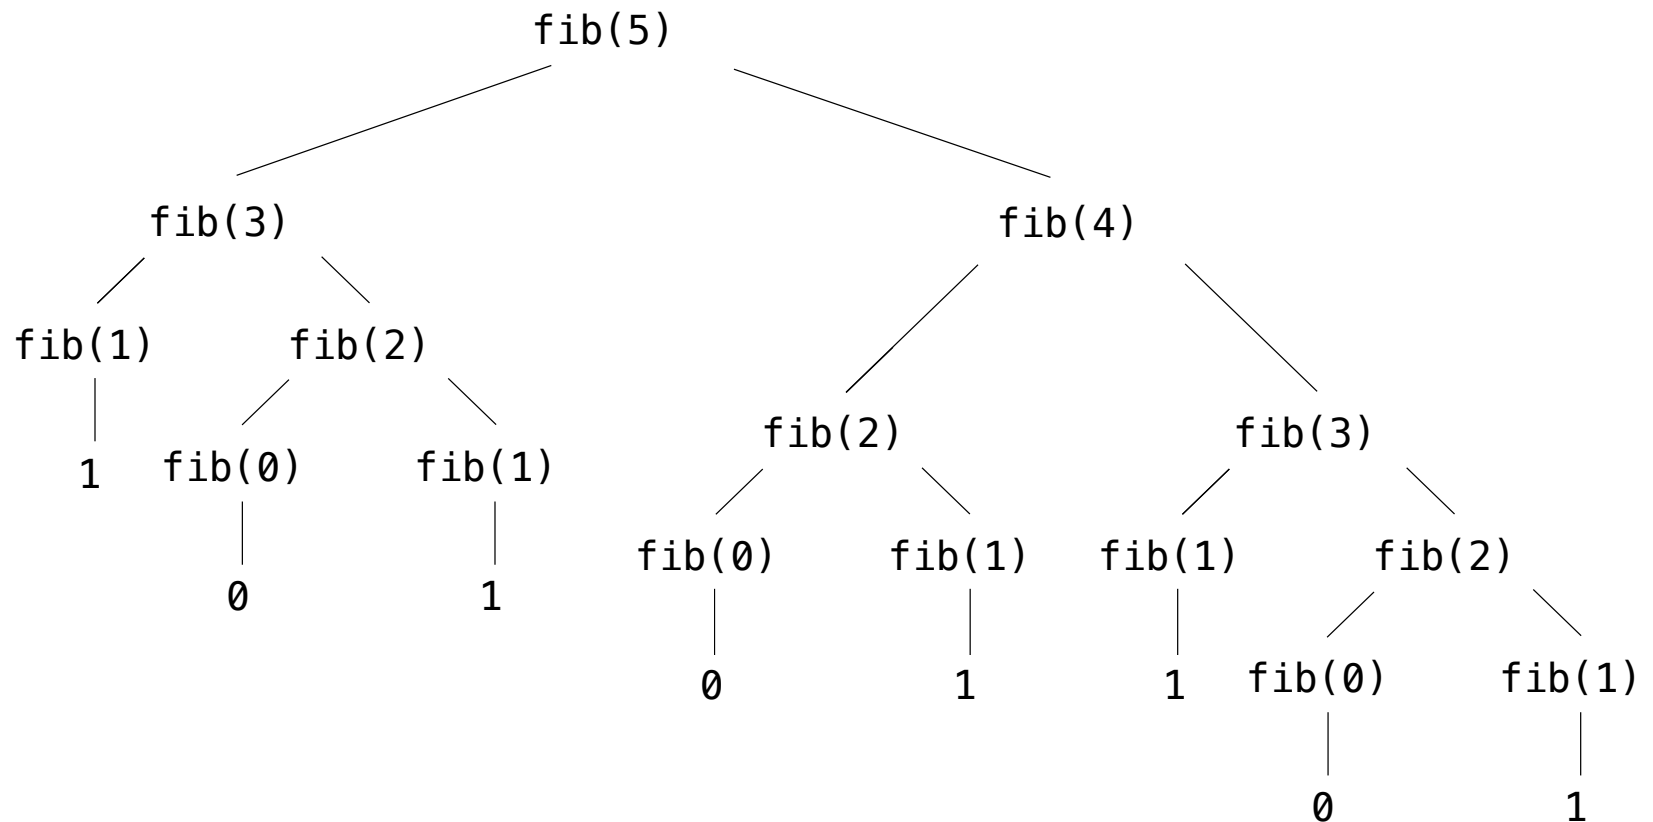 fib(5)
fib(3) fib(4)
fib(1) fib(2)
fib(2) fib(3)
1 fib(0) fib(1)
fib(0) fib(1) fib(1) fib(2)
0 1
0 1 1 fib(0) fib(1)
0 1